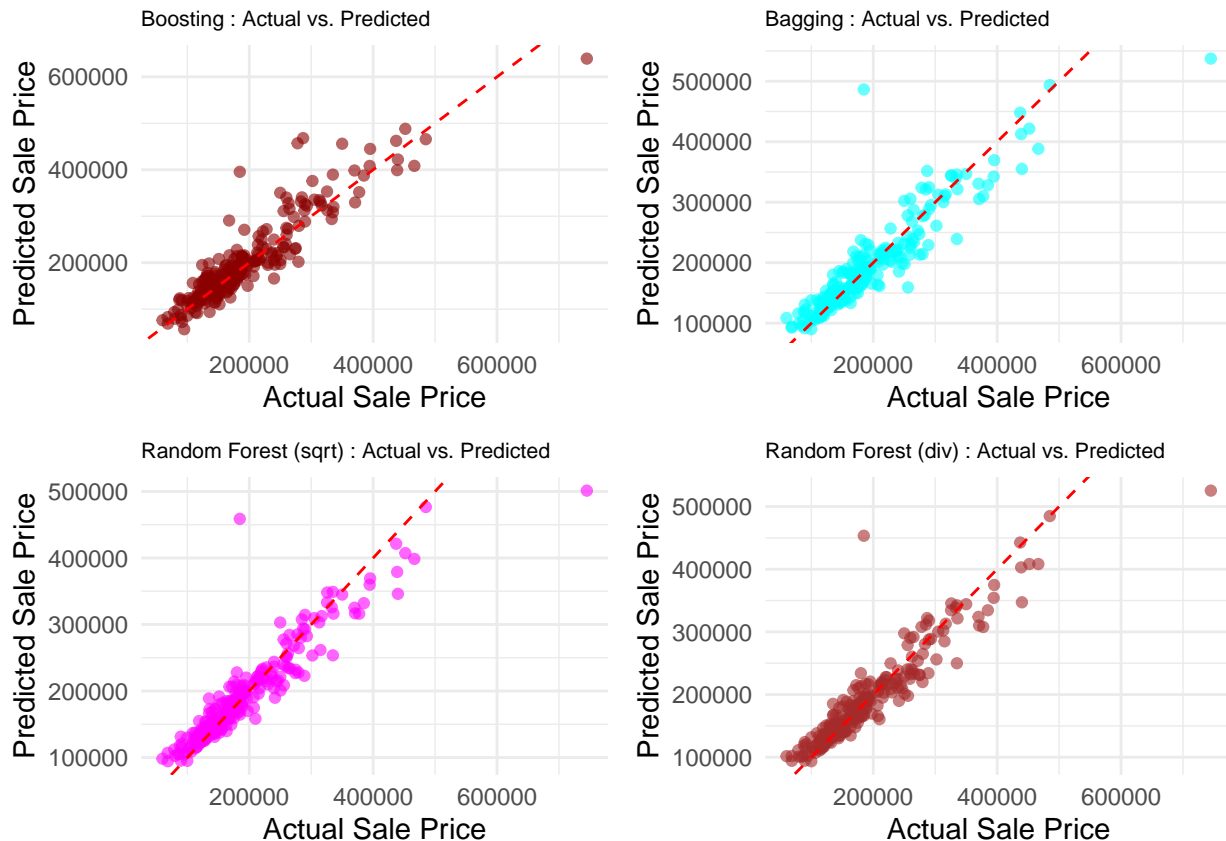 Boosting : Actual vs. Predicted
Predicted Sale Price
600000
400000
200000
200000 400000 600000
Actual Sale Price
Bagging : Actual vs. Predicted
Predicted Sale Price
500000
400000
300000
200000
100000
200000 400000 600000
Actual Sale Price
Random Forest (sqrt) : Actual vs. Predicted
Predicted Sale Price
500000
400000
300000
200000
100000
200000 400000 600000
Actual Sale Price
Random Forest (div) : Actual vs. Predicted
Predicted Sale Price
500000
400000
300000
200000
100000
200000 400000 600000
Actual Sale Price